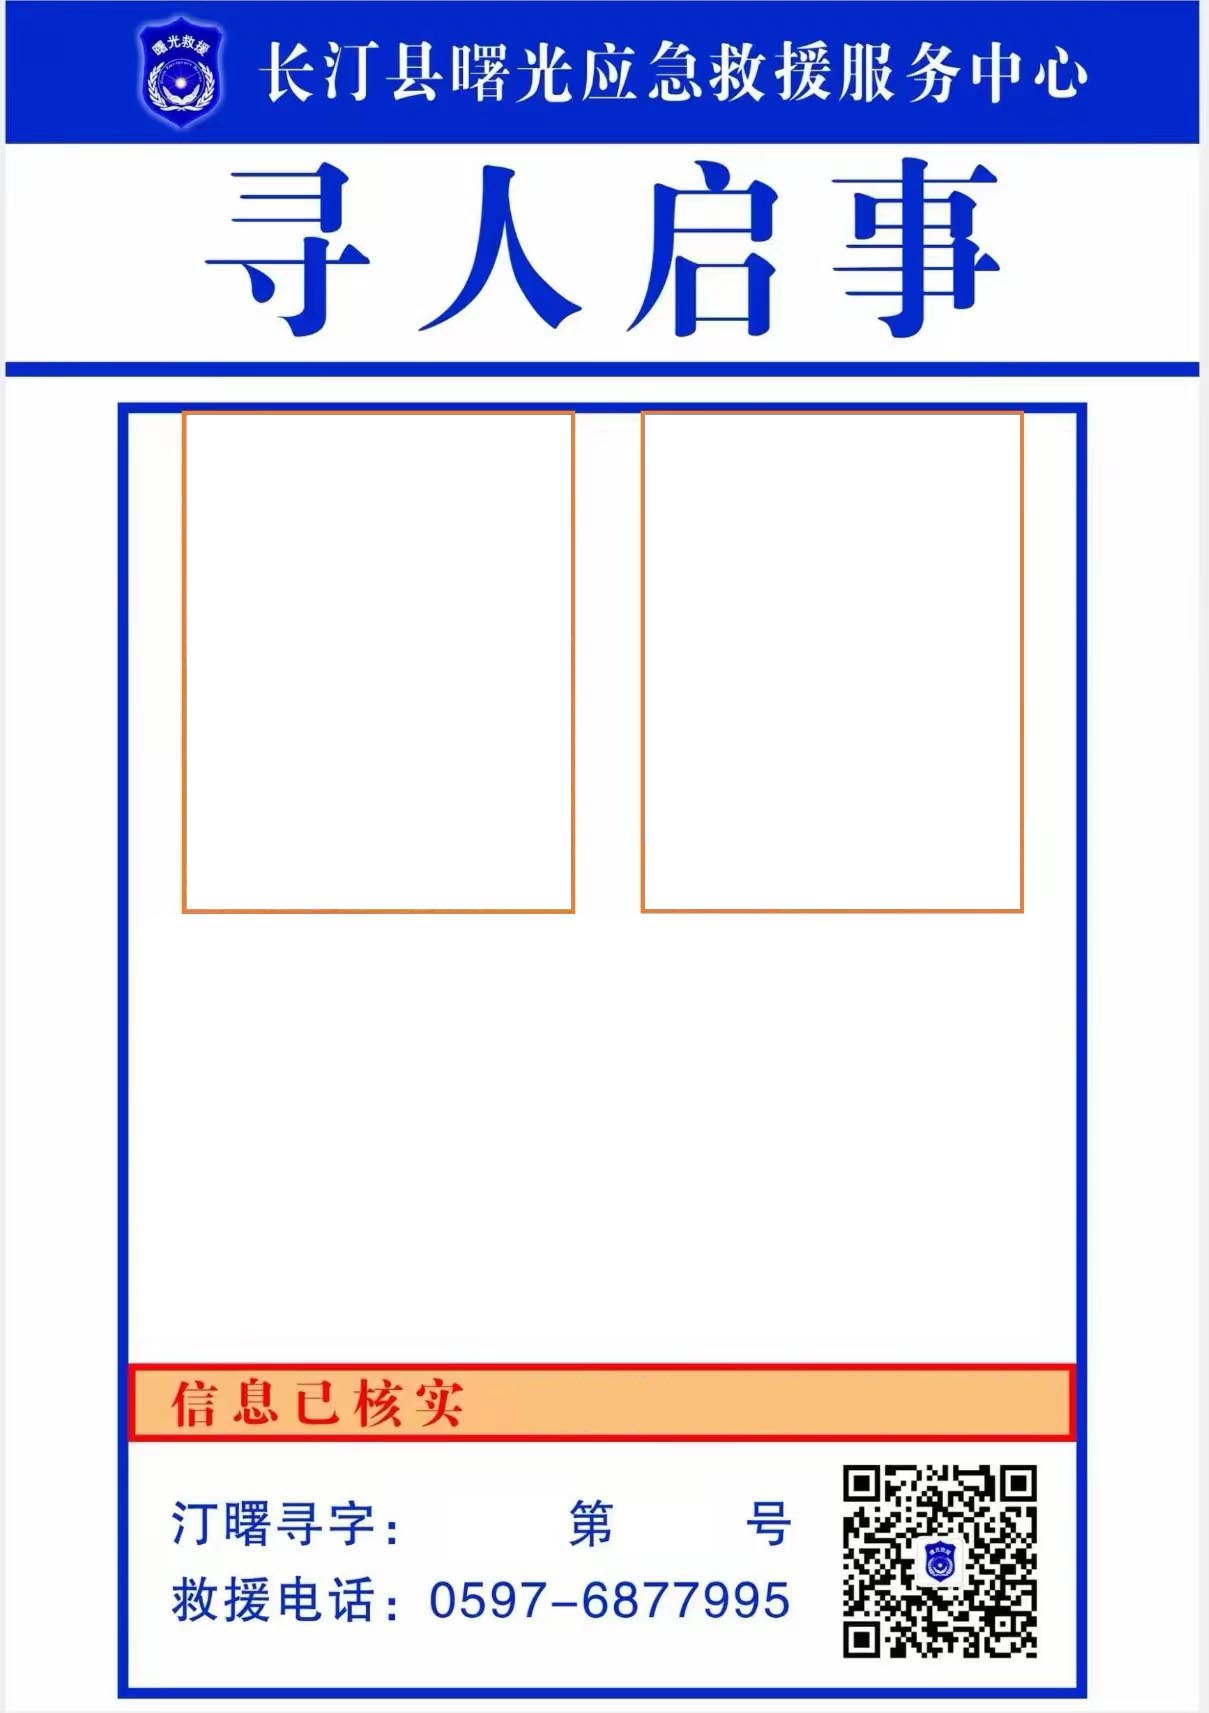 曙光救援
长汀县曙光应急救援服务中心
寻人启事
信息已核实
汀曙寻字： 第 号
救援电话：0597-6877995